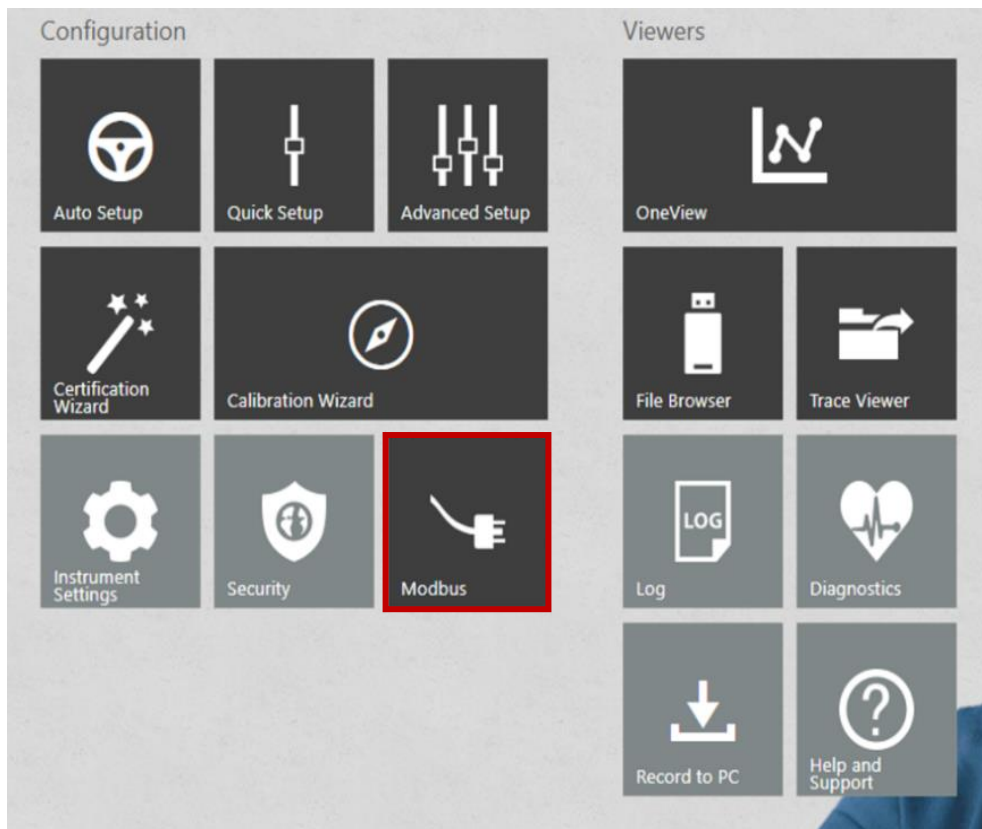 Configuration
Auto Setup
Quick Setup
Advanced Setup
Certification
Wizard
Calibration Wizard
Instrument
Settings
Security
Modbus
Viewers
OneView
File Browser
Trace Viewer
LOG
Log
Diagnostics
Record to PC
?
Help and
Support